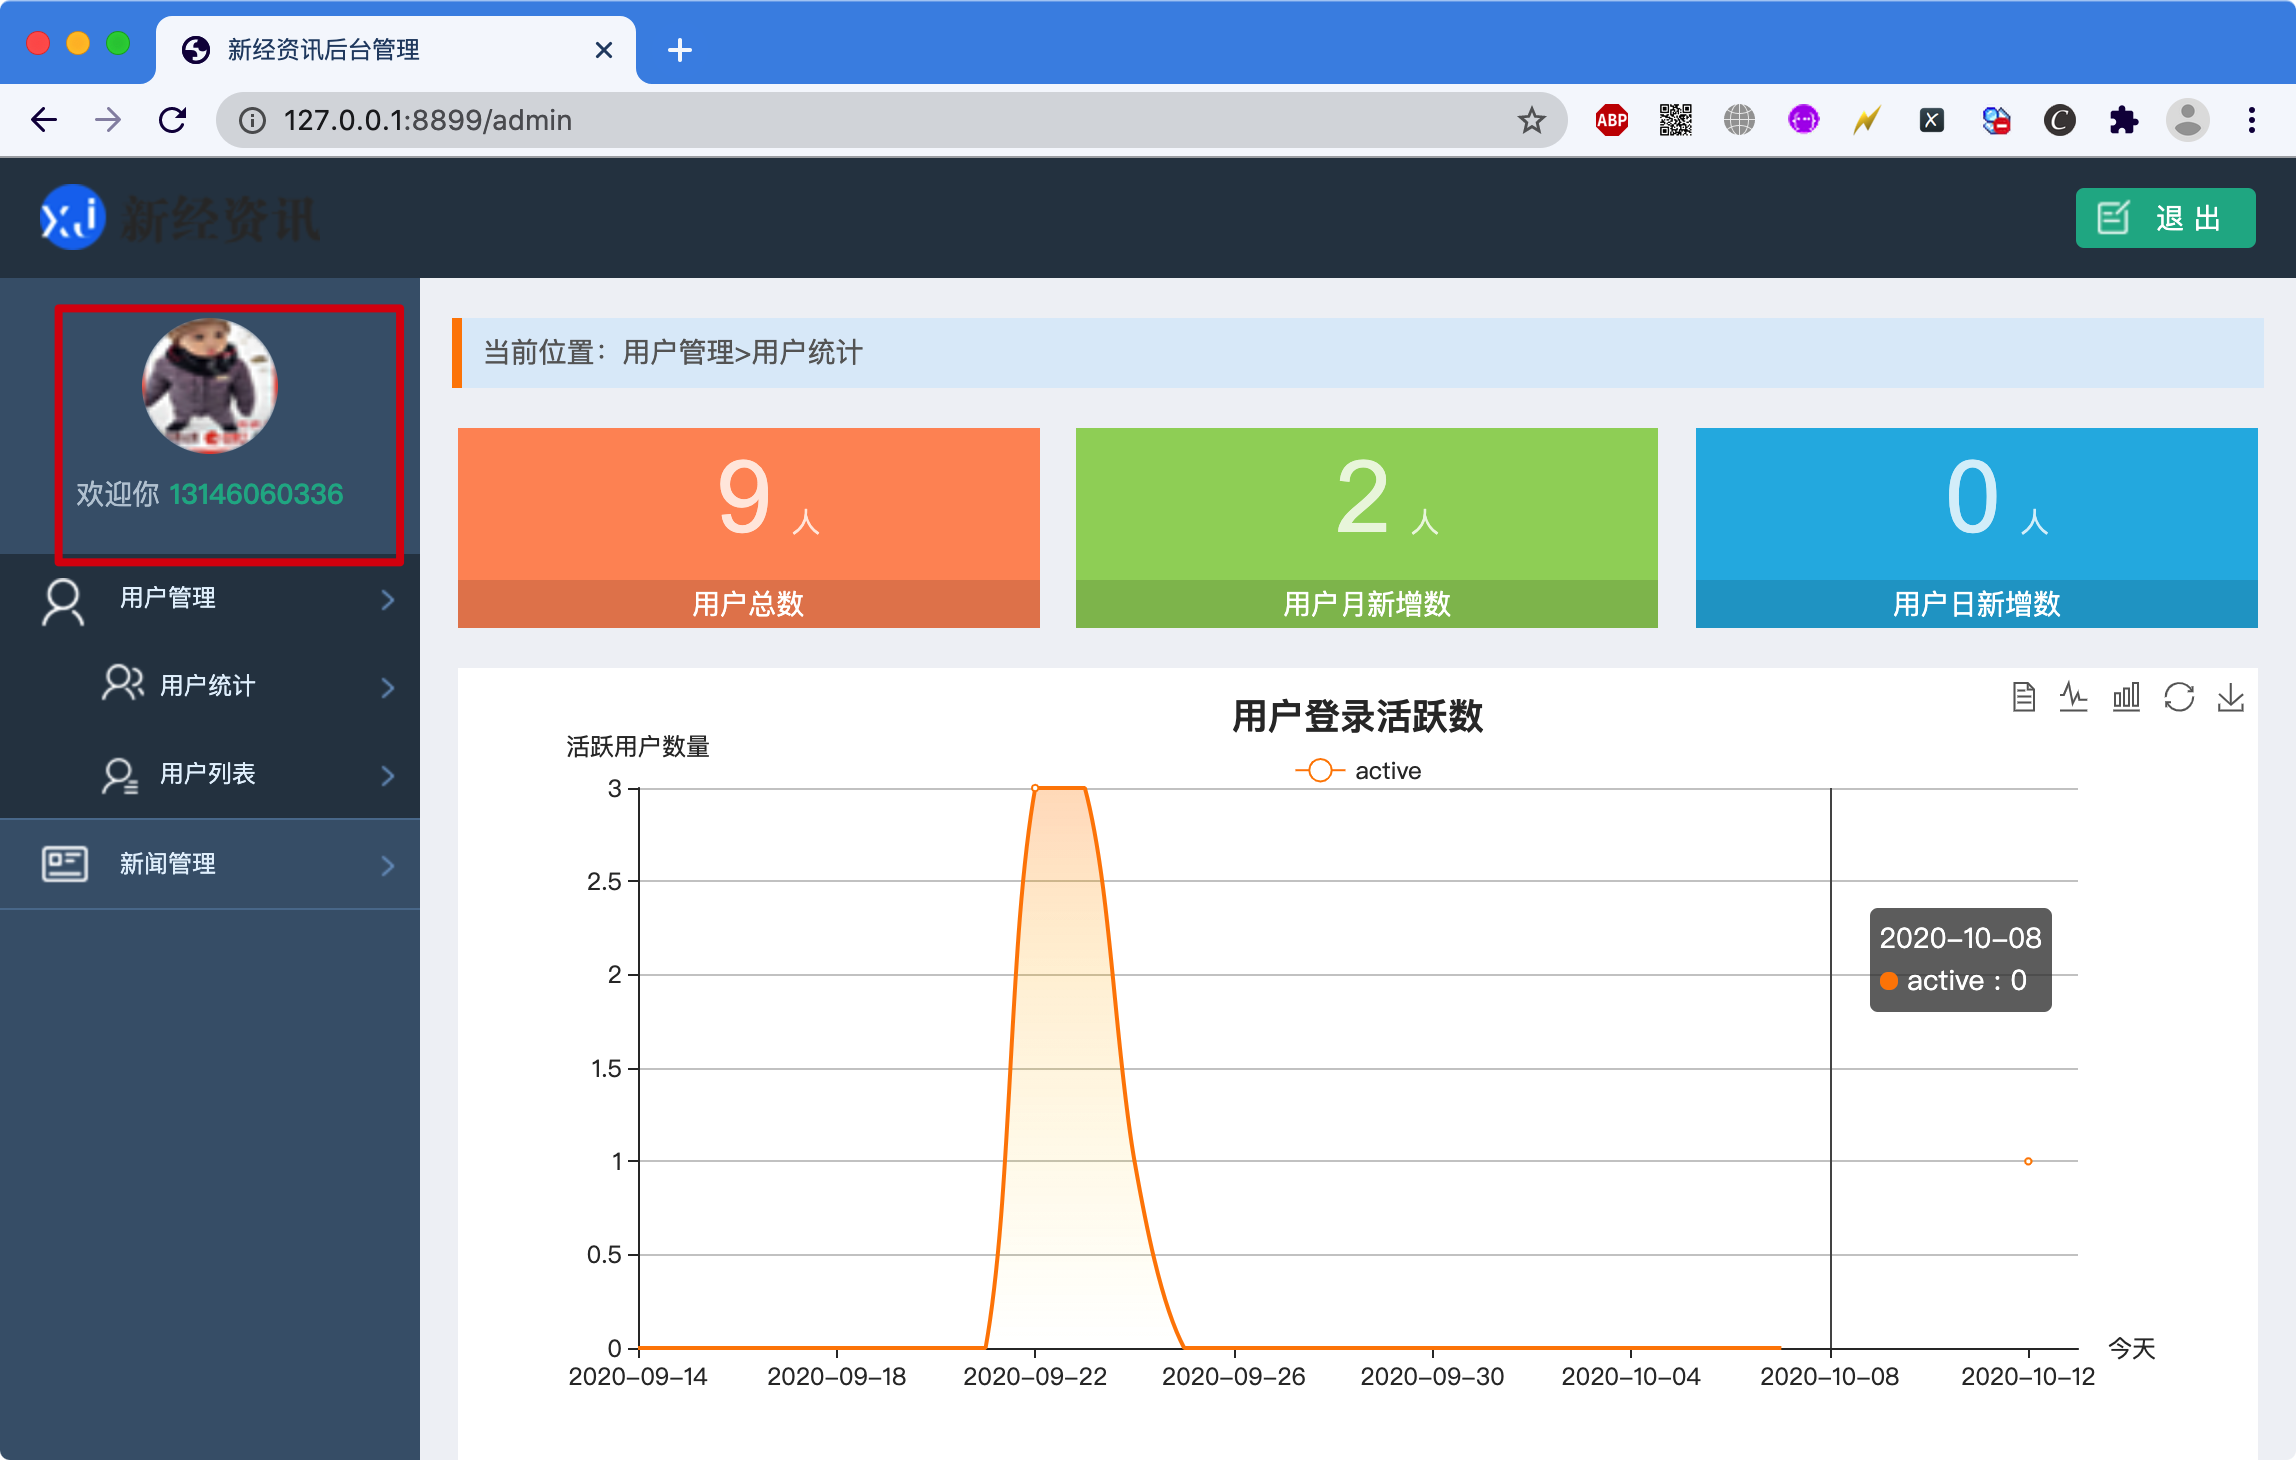 新经资讯后台管理
127.0.0.1:8899/admin
ABP
新经资讯
退 出
欢迎你 13146060336
用户管理
用户统计
用户列表
新闻管理
当前位置：用户管理>用户统计
9 人
用户总数
2 人
用户月新增数
0 人
用户日新增数
用户登录活跃数
活跃用户数量
active
3
2.5
2
1.5
1
0.5
0
2020-10-08
active : 0
今天
2020-09-14 2020-09-18 2020-09-22 2020-09-26 2020-09-30 2020-10-04 2020-10-08 2020-10-12